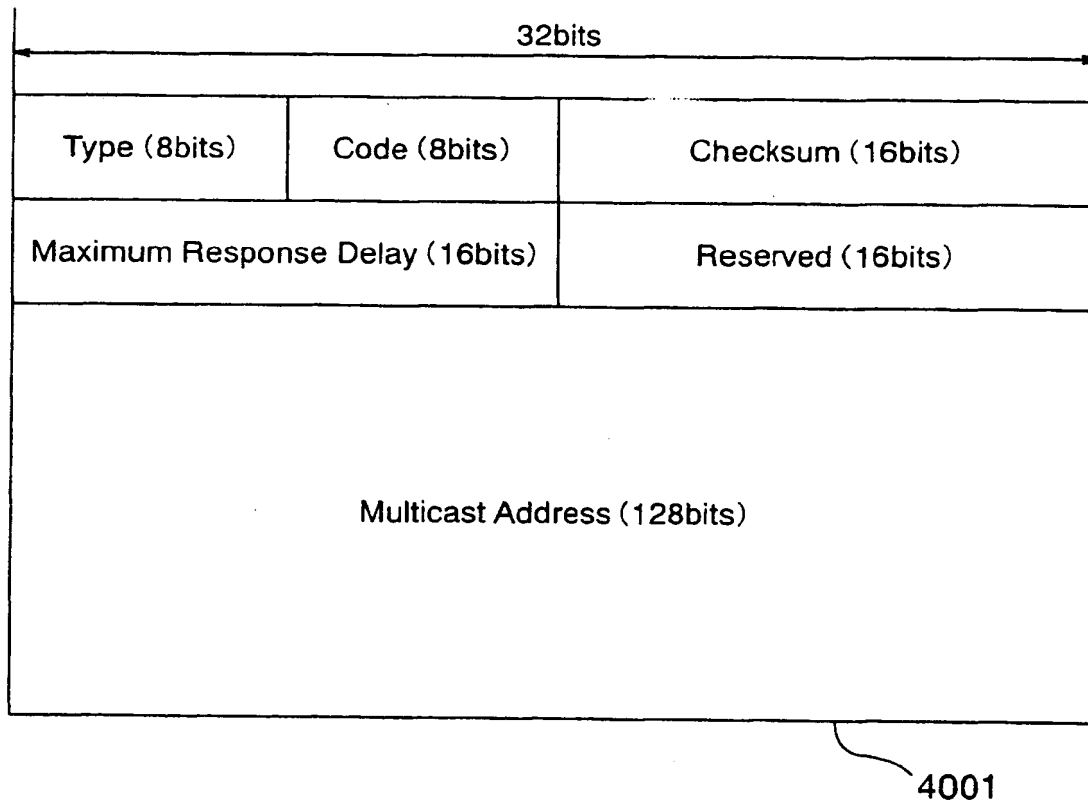 32bits
Type (8bits) Code (8bits) Checksum (16bits)
Maximum Response Delay (16bits) Reserved (16bits)
Multicast Address (128bits)
4001